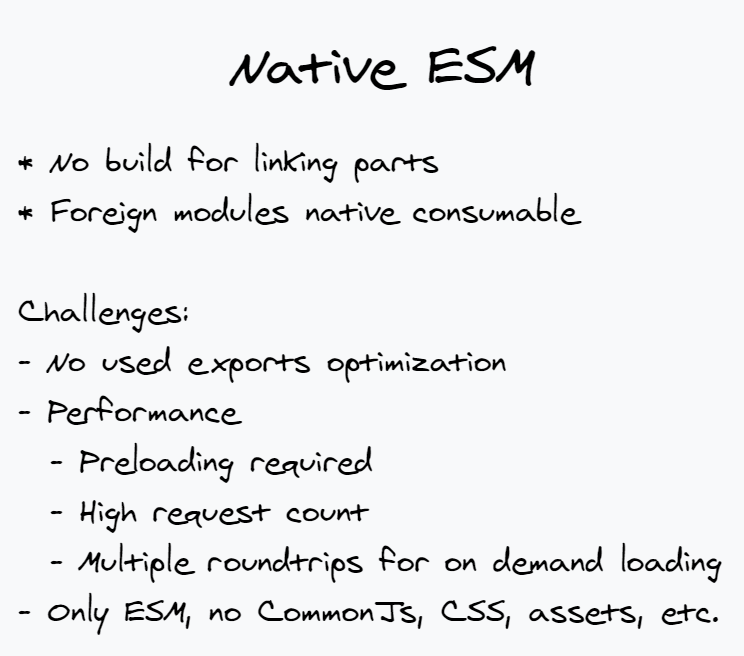 Native ESM
* No build for linking parts
* Foreign modules native consumable
Challenges:
- No used exports optimization
- Performance
- Preloading required
- High request count
- Multiple roundtrips for on demand loading
- Only ESM, no CommonJs, CSS, assets, etc.